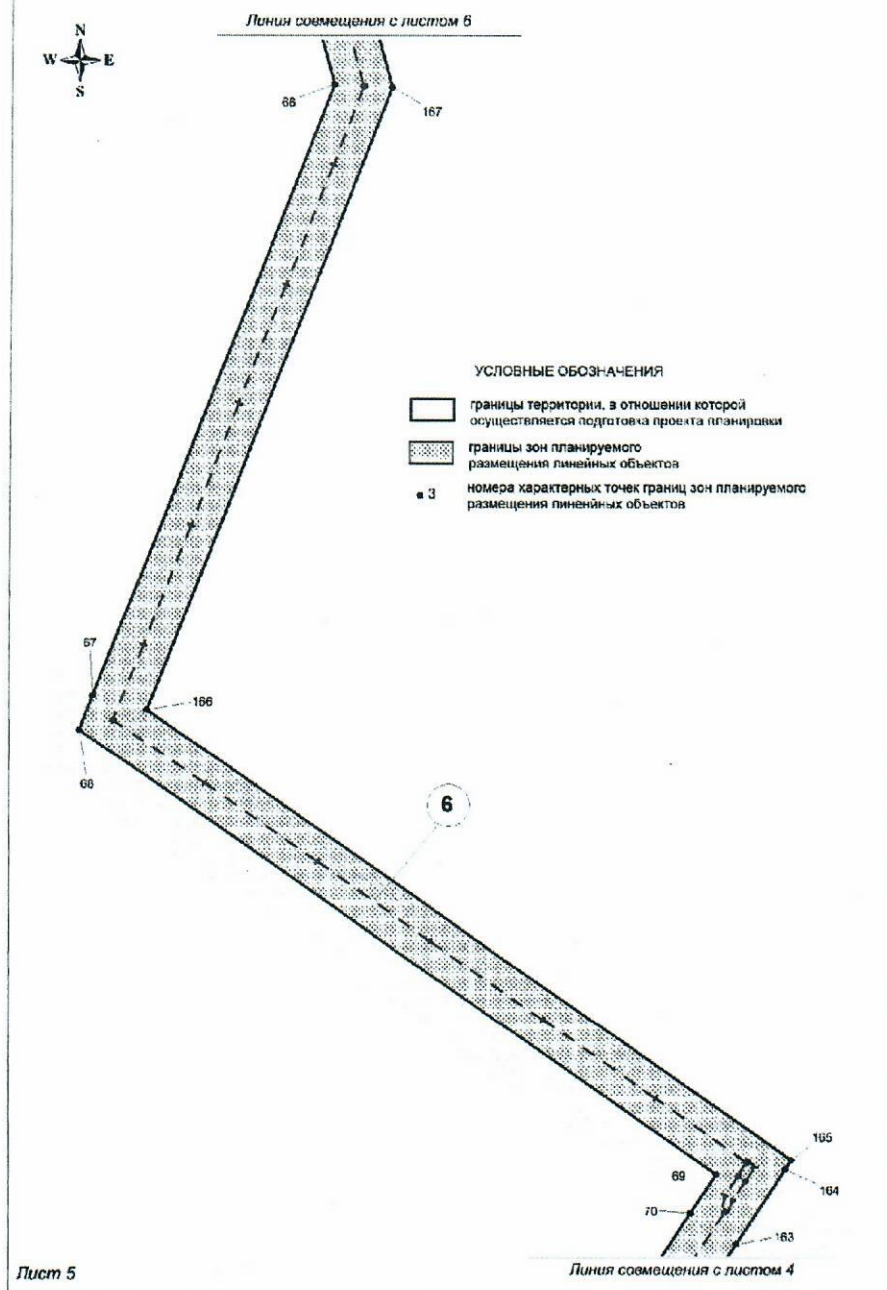 Линия совмещения с листом 6
N
W E
S
66
167
УСЛОВНЫЕ ОБОЗНАЧЕНИЯ
границы территории, в отношении которой
осуществляется подготовка проекта планировки
границы зон планируемого
размещения линейных объектов
3 номера характерных точек границ зон планируемого
размещения линенйных объектов
67
166
68
6
165
69
164
70
163
Лист 5
Линия совмещения с листом 4